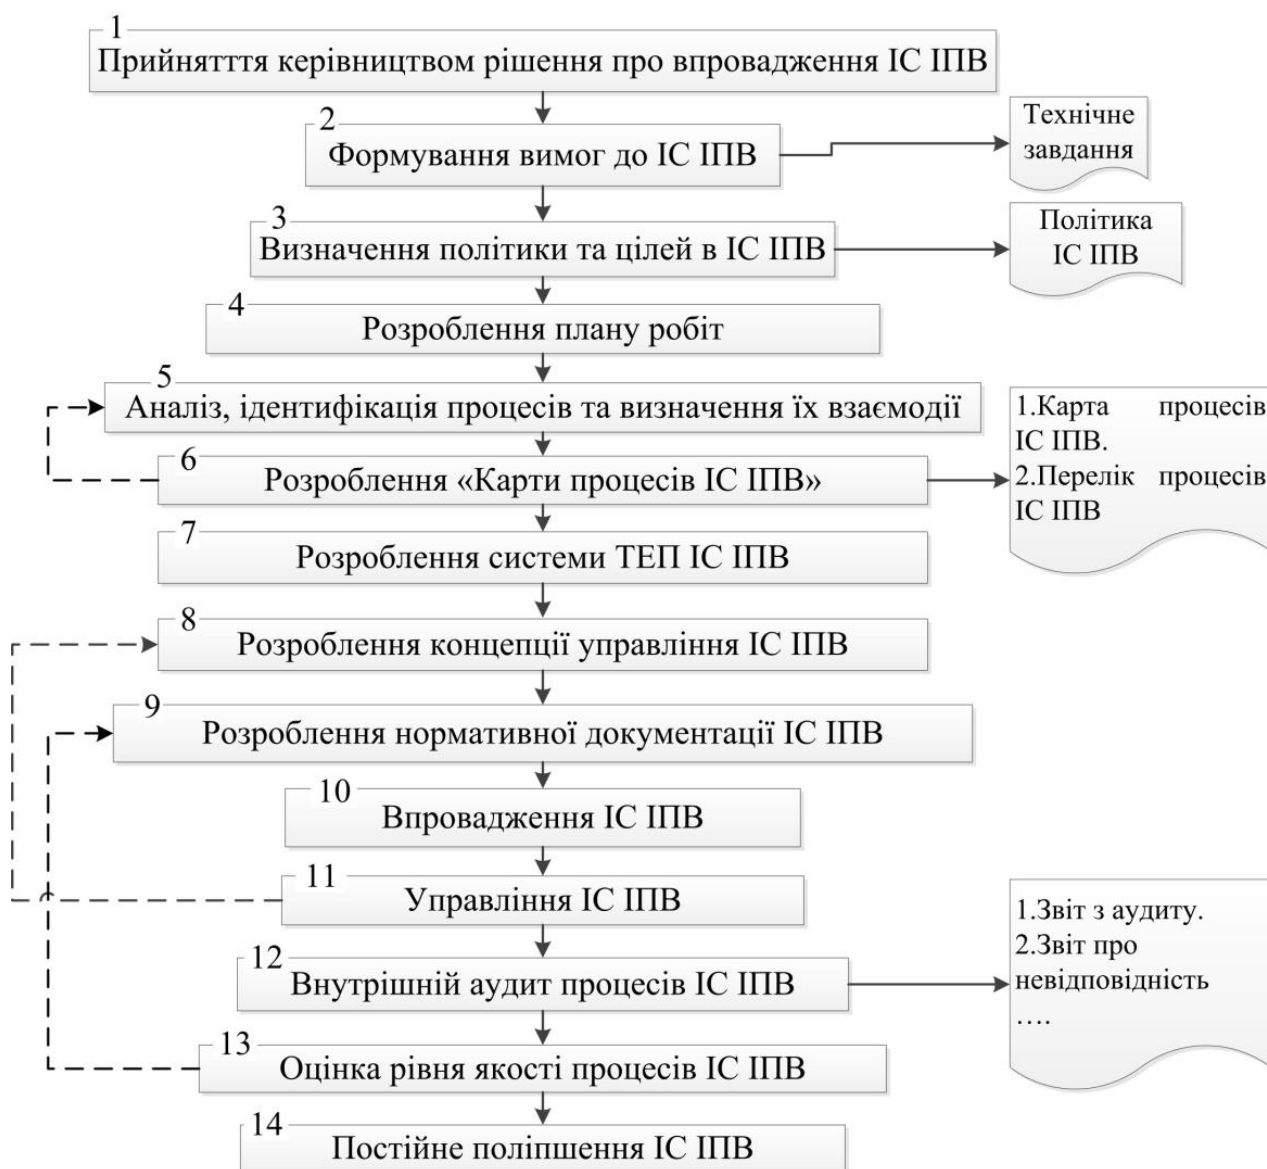 1
Прийнятття керівництвом рішення про впровадження ІС ІПВ
2
Формування вимог до ІС ІПВ
Технічне
завдання
3
Визначення політики та цілей в ІС ІПВ
Політика
ІС ІПВ
4
Розроблення плану робіт
5
Аналіз, ідентифікація процесів та визначення їх взаємодії
1.Карта процесів
ІС ІПВ.
2.Перелік процесів
ІС ІПВ
6
Розроблення «Карти процесів ІС ІПВ»
7
Розроблення системи ТЕП ІС ІПВ
8
Розроблення концепції управління ІС ІПВ
9
Розроблення нормативної документації ІС ІПВ
10
Впровадження ІС ІПВ
11
Управління ІС ІПВ
12
Внутрішній аудит процесів ІС ІПВ
1.Звіт з аудиту.
2.Звіт про
невідповідність
….
13
Оцінка рівня якості процесів ІС ІПВ
14
Постійне поліпшення ІС ІПВ